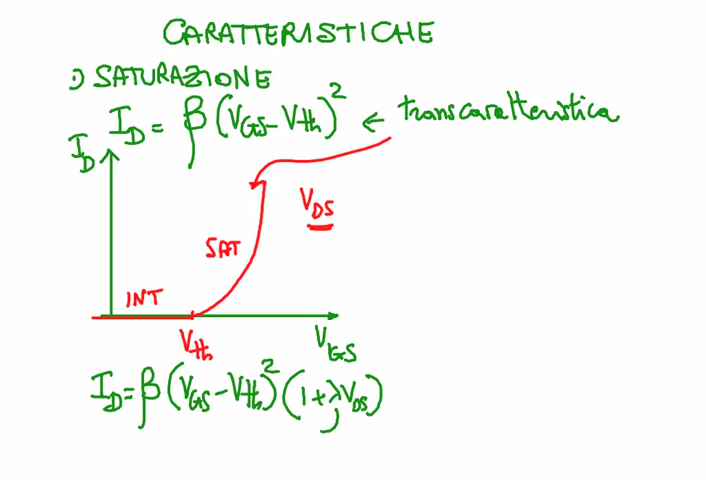 CARATTERISTICHE
1) SATURAZIONE
I_D = β (V_GS - V_th)² ← transcaratteristica
I_D
V_DS
SAT
INT
V_th
V_GS
I_D = β (V_GS - V_th)² (1 + λV_DS)